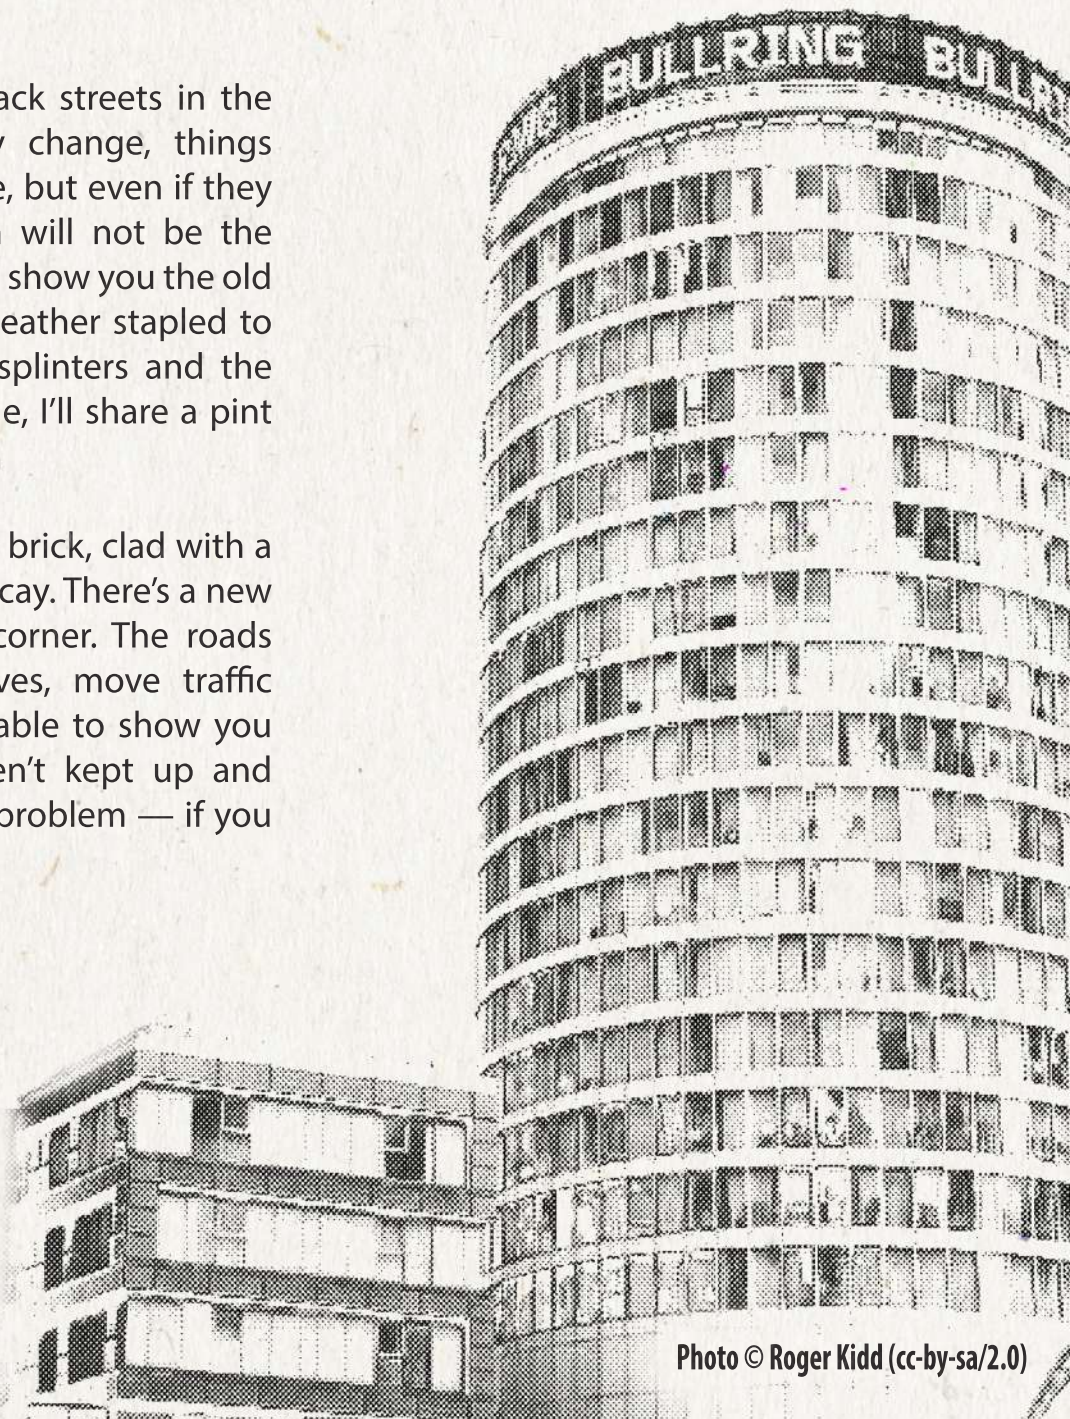 BULLRING BULLRI
ack streets in the
change, things
e, but even if they
will not be the
show you the old
eather stapled to
splinters and the
e, I'll share a pint
brick, clad with a
cay. There's a new
corner. The roads
ves, move traffic
able to show you
en't kept up and
problem — if you
Photo © Roger Kidd (cc-by-sa/2.0)